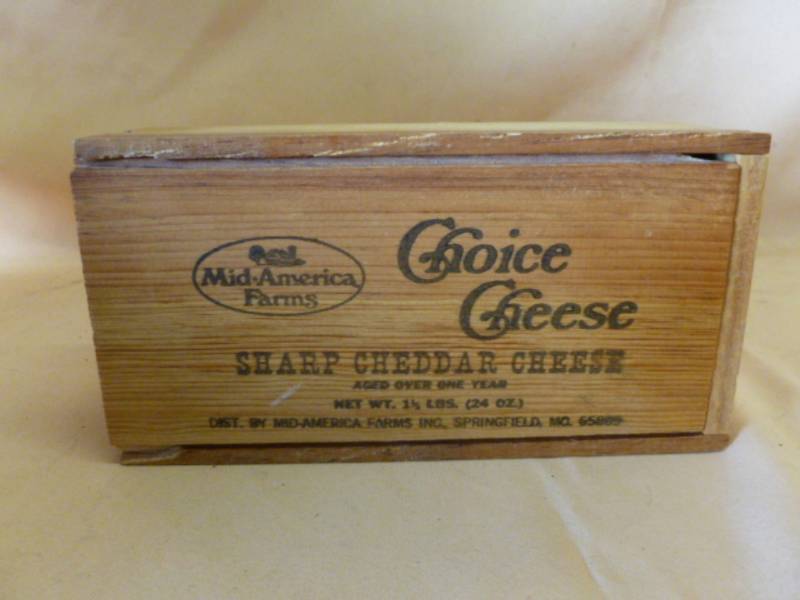 Mid-America
Farms
Choice
Cheese
SHARP CHEDDAR CHEESE
AGED OVER ONE YEAR
NET WT. 1½ LBS. (24 OZ.)
DIST. BY MID-AMERICA FARMS INC., SPRINGFIELD, MO.